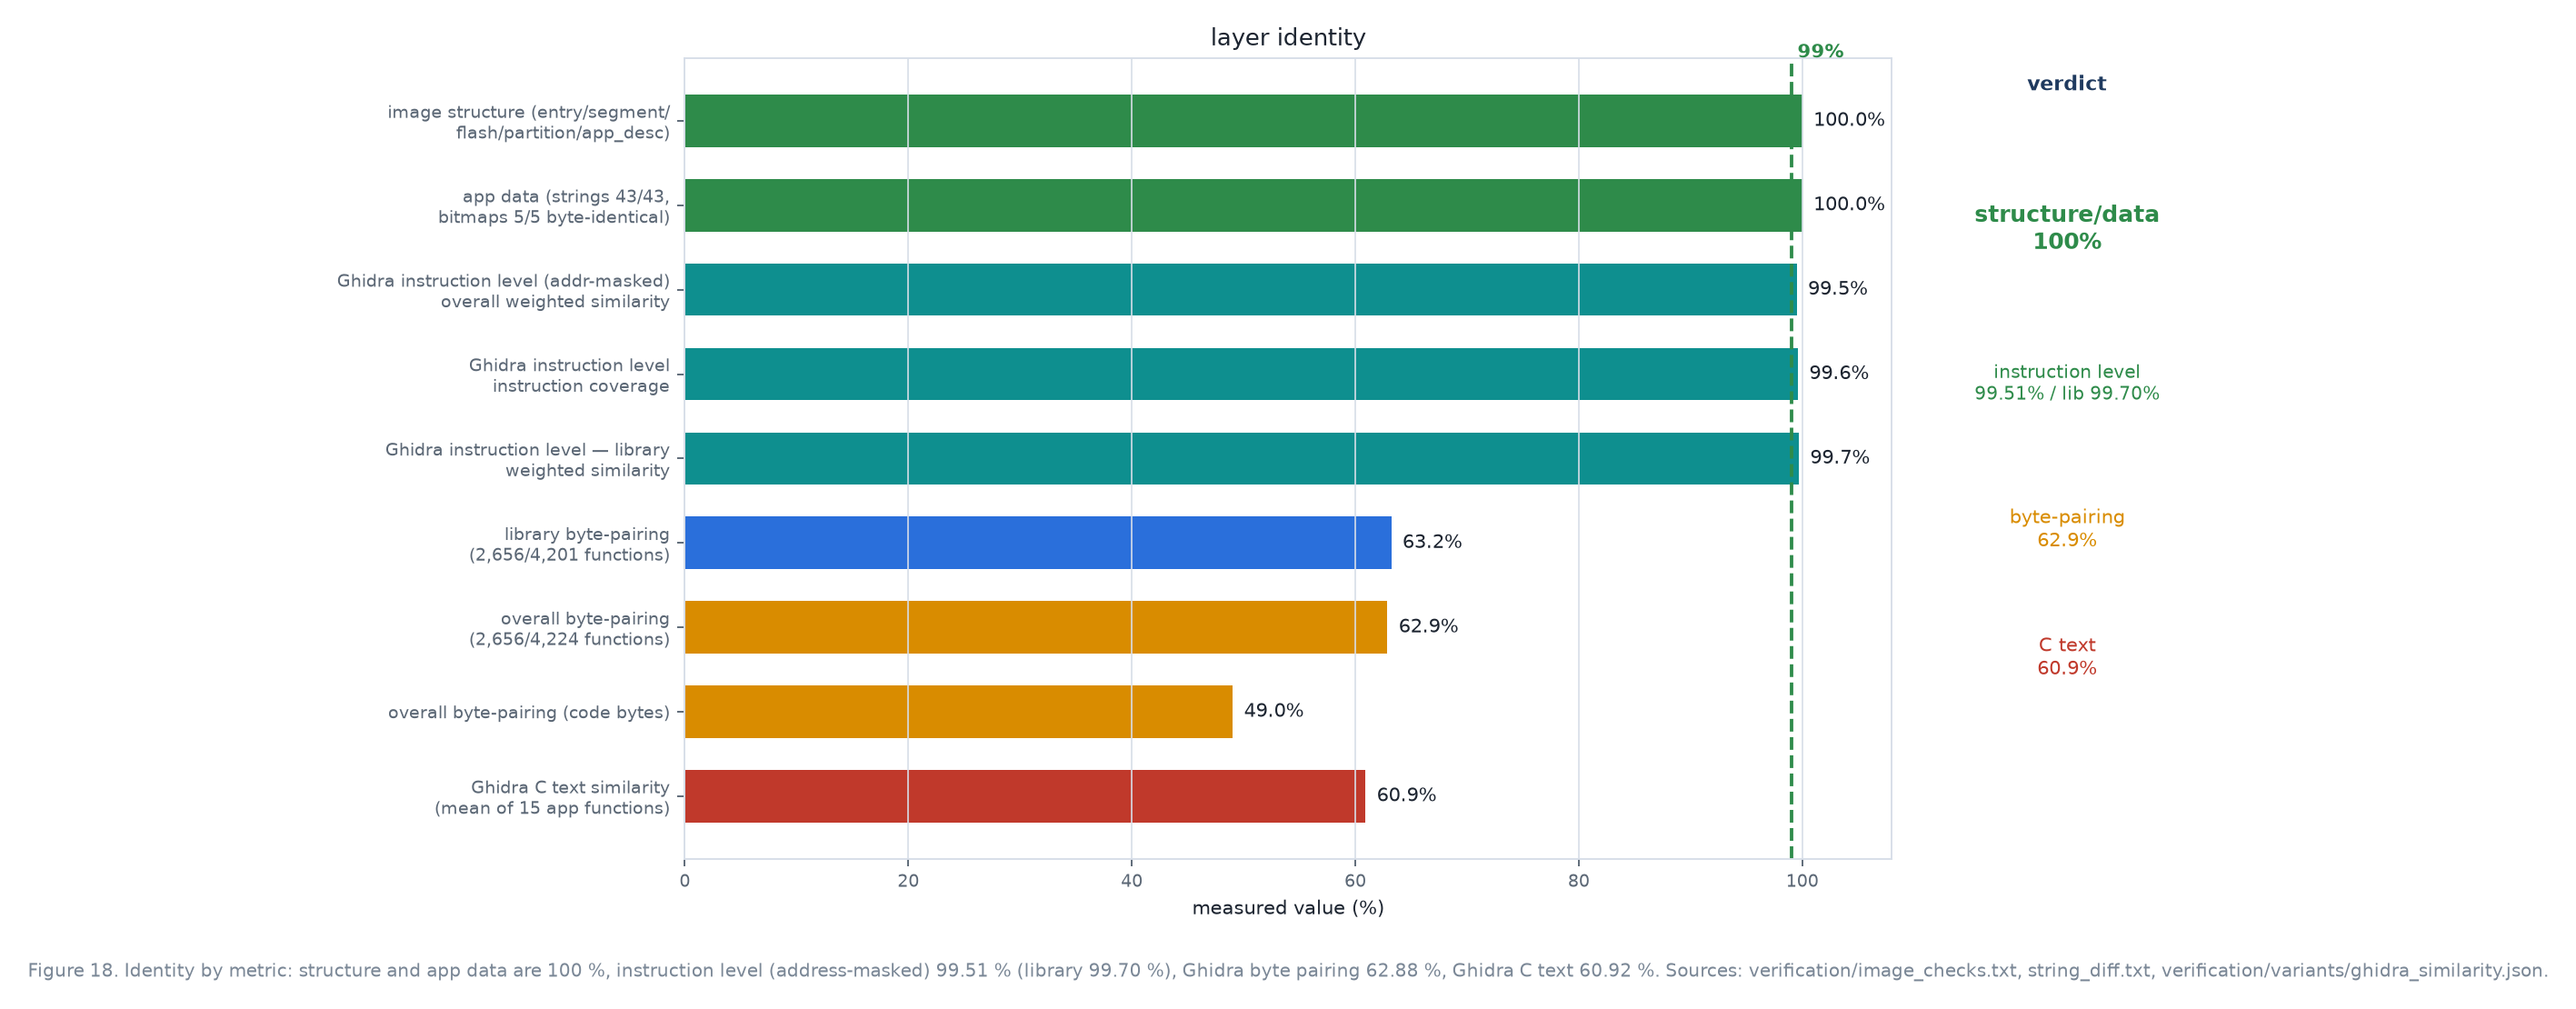 layer identity
99%
image structure (entry/segment/
flash/partition/app_desc)
100.0%
app data (strings 43/43,
bitmaps 5/5 byte-identical)
100.0%
Ghidra instruction level (addr-masked)
overall weighted similarity
99.5%
Ghidra instruction level
instruction coverage
99.6%
Ghidra instruction level — library
weighted similarity
99.7%
library byte-pairing
(2,656/4,201 functions)
63.2%
overall byte-pairing
(2,656/4,224 functions)
62.9%
overall byte-pairing (code bytes)
49.0%
Ghidra C text similarity
(mean of 15 app functions)
60.9%
0 20 40 60 80 100
measured value (%)
verdict
structure/data
100%
instruction level
99.51% / lib 99.70%
byte-pairing
62.9%
C text
60.9%
Figure 18. Identity by metric: structure and app data are 100 %, instruction level (address-masked) 99.51 % (library 99.70 %), Ghidra byte pairing 62.88 %, Ghidra C text 60.92 %. Sources: verification/image_checks.txt, string_diff.txt, verification/variants/ghidra_similarity.json.